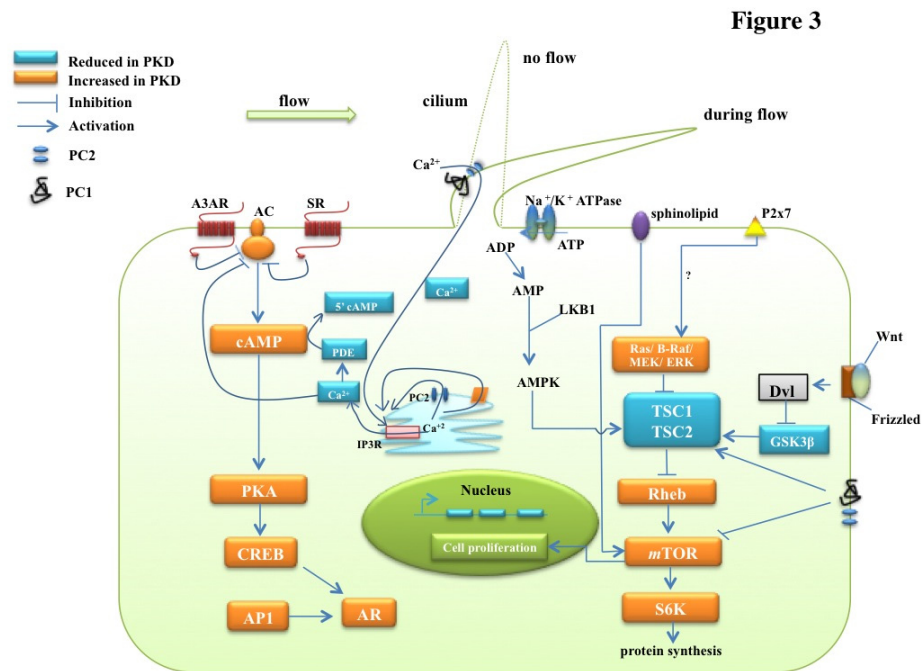 Figure 3
Reduced in PKD
Increased in PKD
Inhibition
Activation
PC2
PC1
flow
cilium
no flow
during flow
Ca²⁺
A3AR
AC
SR
Na⁺/K⁺ ATPase
ADP
ATP
sphinolipid
P2x7
?
AMP
LKB1
AMPK
5' cAMP
Ca²⁺
cAMP
PDE
Ca²⁺
PC2
Ca⁺²
IP3R
Ras/ B-Raf/
MEK/ ERK
Wnt
Dvl
Frizzled
TSC1
TSC2
GSK3β
PKA
Nucleus
Rheb
CREB
Cell proliferation
mTOR
AP1
AR
S6K
protein synthesis